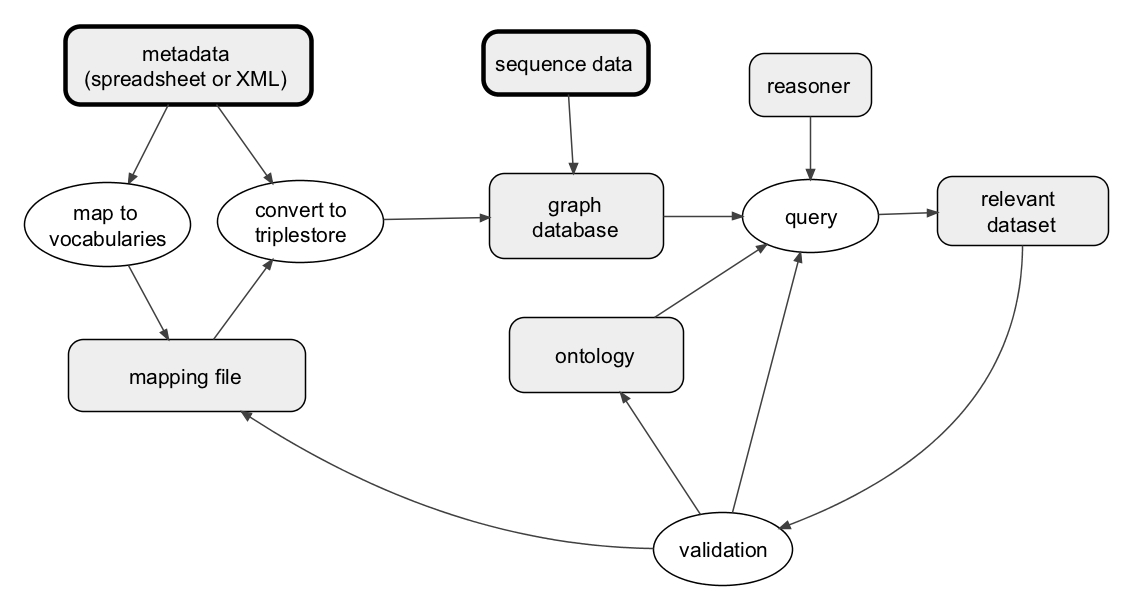 metadata
(spreadsheet or XML)
sequence data
reasoner
map to
vocabularies
convert to
triplestore
graph
database
query
relevant
dataset
mapping file
ontology
validation